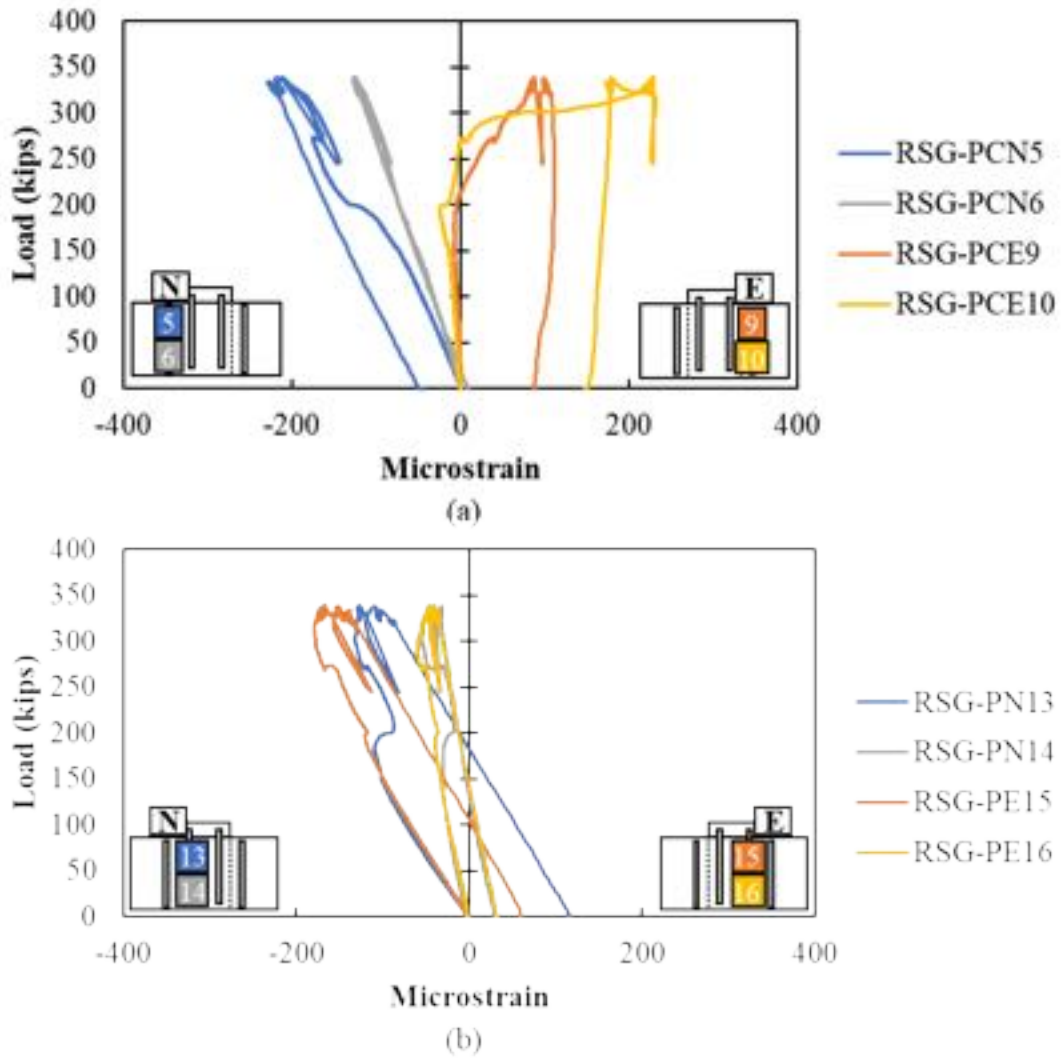 400
350
300
250
200
150
100
50
0
Load (kips)
-400 -200 0 200 400
Microstrain
(a)
N
5
6
E
9
10
RSG-PCN5
RSG-PCN6
RSG-PCE9
RSG-PCE10
400
350
300
250
200
150
100
50
0
Load (kips)
-400 -200 0 200 400
Microstrain
(b)
N
13
14
E
15
16
RSG-PN13
RSG-PN14
RSG-PE15
RSG-PE16